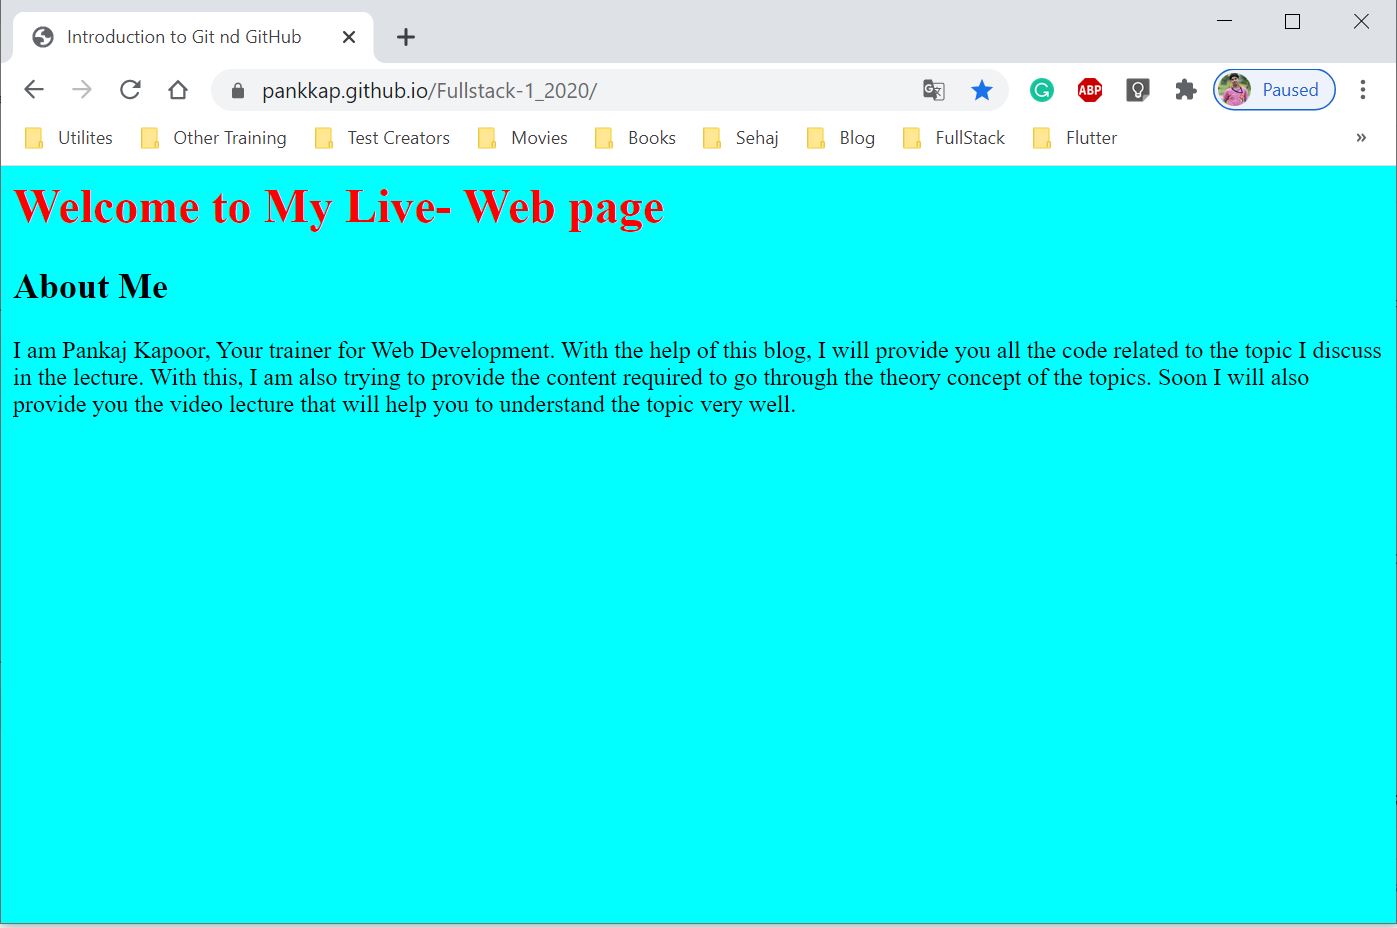 Introduction to Git nd GitHub
pankkap.github.io/Fullstack-1_2020/
ABP
Paused
Utilites Other Training Test Creators Movies Books Sehaj Blog FullStack Flutter
Welcome to My Live- Web page
About Me
I am Pankaj Kapoor, Your trainer for Web Development. With the help of this blog, I will provide you all the code related to the topic I discuss
in the lecture. With this, I am also trying to provide the content required to go through the theory concept of the topics. Soon I will also
provide you the video lecture that will help you to understand the topic very well.